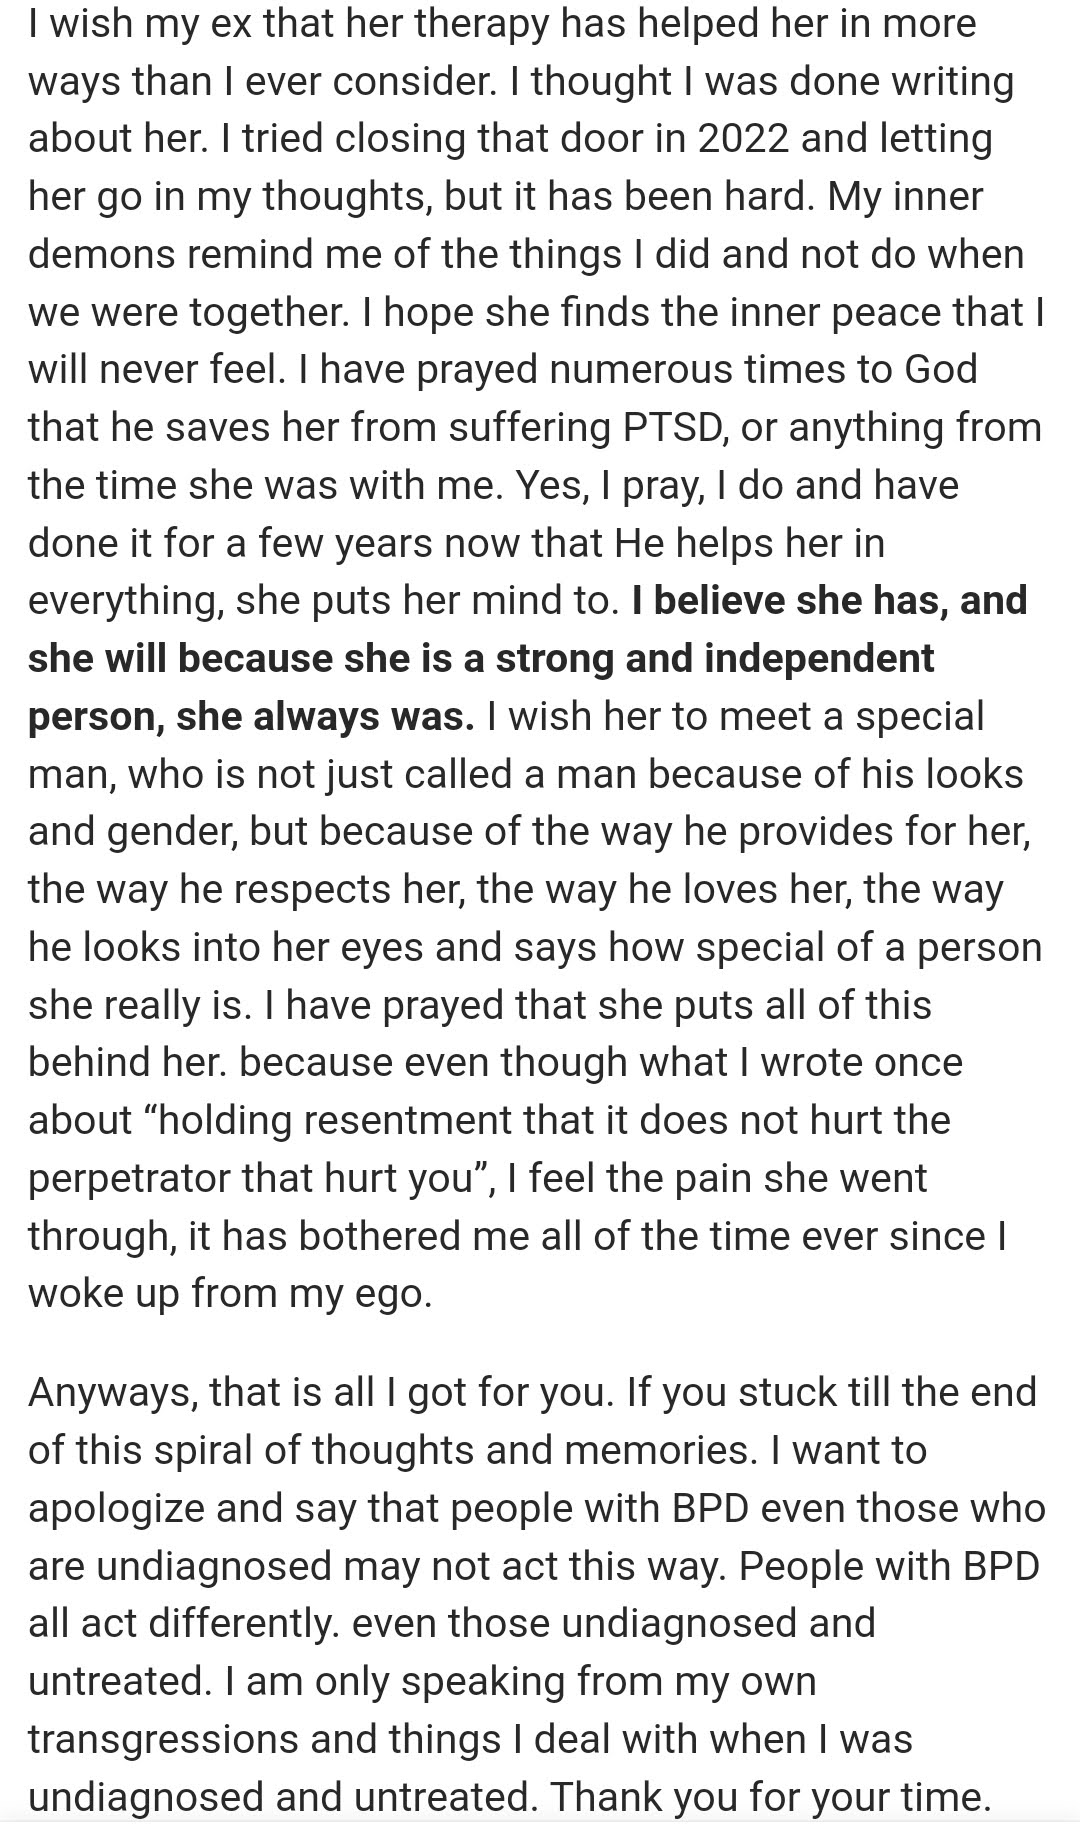 I wish my ex that her therapy has helped her in more
ways than I ever consider. I thought I was done writing
about her. I tried closing that door in 2022 and letting
her go in my thoughts, but it has been hard. My inner
demons remind me of the things I did and not do when
we were together. I hope she finds the inner peace that I
will never feel. I have prayed numerous times to God
that he saves her from suffering PTSD, or anything from
the time she was with me. Yes, I pray, I do and have
done it for a few years now that He helps her in
everything, she puts her mind to. I believe she has, and
she will because she is a strong and independent
person, she always was. I wish her to meet a special
man, who is not just called a man because of his looks
and gender, but because of the way he provides for her,
the way he respects her, the way he loves her, the way
he looks into her eyes and says how special of a person
she really is. I have prayed that she puts all of this
behind her. because even though what I wrote once
about “holding resentment that it does not hurt the
perpetrator that hurt you”, I feel the pain she went
through, it has bothered me all of the time ever since I
woke up from my ego.
Anyways, that is all I got for you. If you stuck till the end
of this spiral of thoughts and memories. I want to
apologize and say that people with BPD even those who
are undiagnosed may not act this way. People with BPD
all act differently. even those undiagnosed and
untreated. I am only speaking from my own
transgressions and things I deal with when I was
undiagnosed and untreated. Thank you for your time.